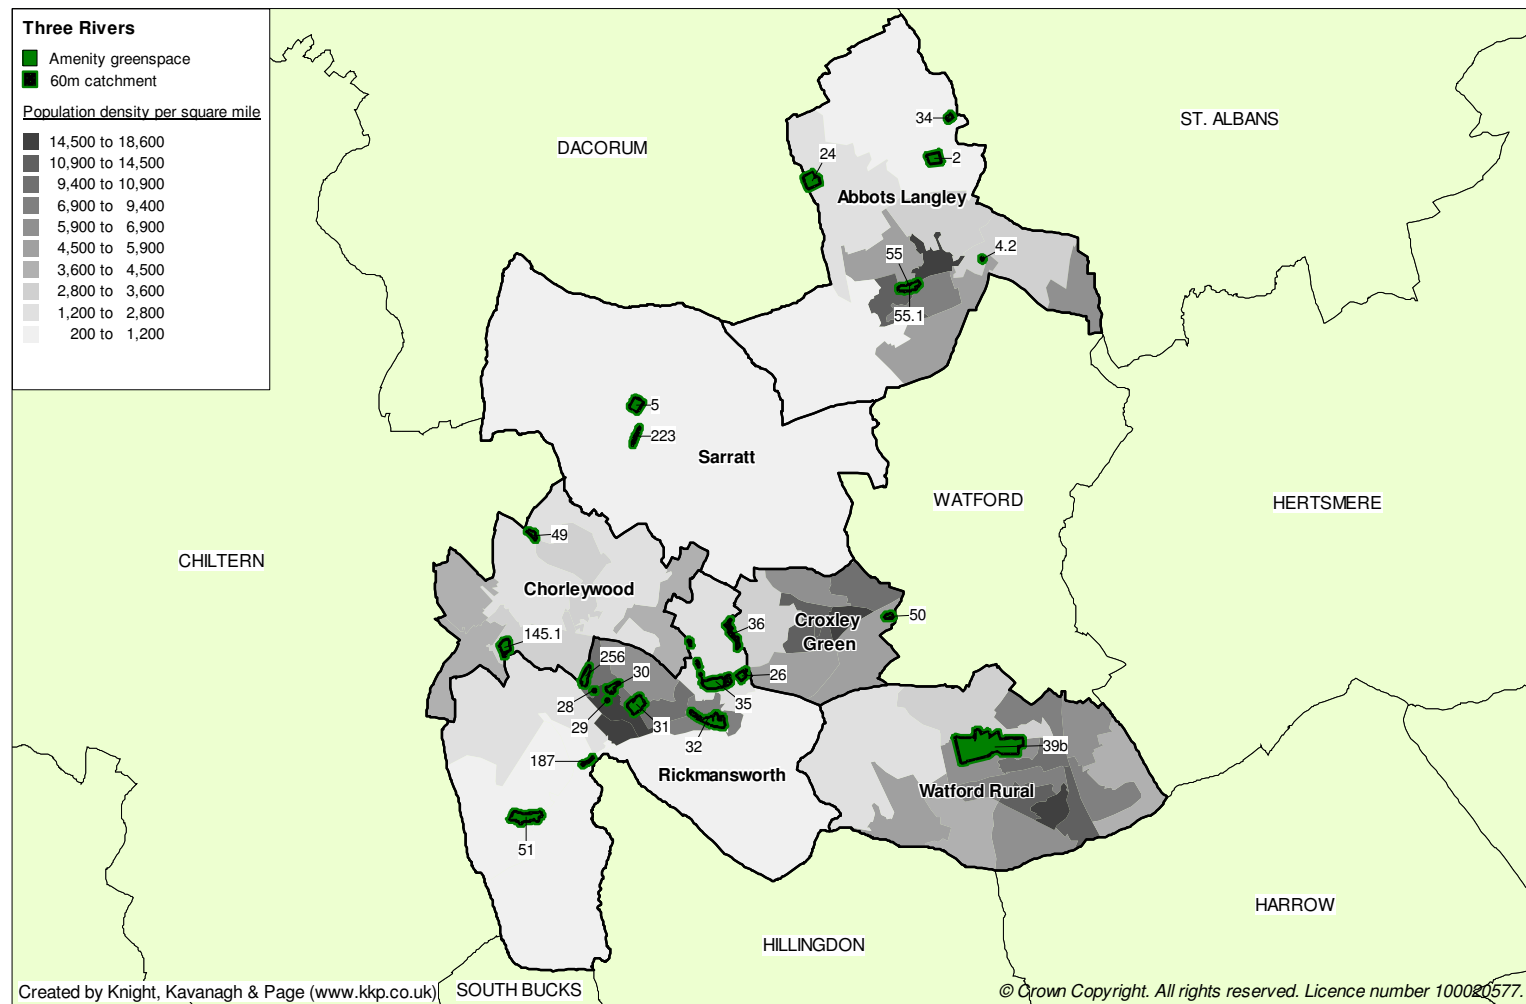 Three Rivers
Amenity greenspace
60m catchment
Population density per square mile
14,500 to 18,600
10,900 to 14,500
9,400 to 10,900
6,900 to 9,400
5,900 to 6,900
4,500 to 5,900
3,600 to 4,500
2,800 to 3,600
1,200 to 2,800
200 to 1,200
DACORUM
ST. ALBANS
34
2
24
Abbots Langley
4.2
55
55.1
5
223
Sarratt
WATFORD
HERTSMERE
49
CHILTERN
Chorleywood
Croxley
Green
50
36
145.1
256
30
26
35
28
29
31
32
39b
187
Rickmansworth
Watford Rural
51
HARROW
HILLINGDON
SOUTH BUCKS
Created by Knight, Kavanagh & Page (www.kkp.co.uk)
© Crown Copyright. All rights reserved. Licence number 100020577.